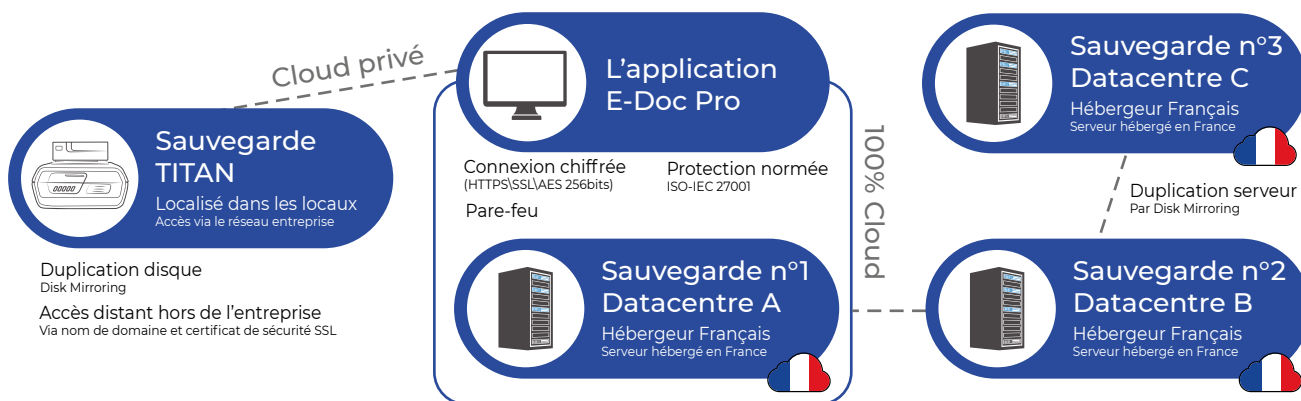 Cloud privé
Sauvegarde
TITAN
Localisé dans les locaux
Accès via le réseau entreprise
00000
Duplication disque
Disk Mirroring
Accès distant hors de l'entreprise
Via nom de domaine et certificat de sécurité SSL
L'application
E-Doc Pro
Connexion chiffrée
(HTTPS\SSL\AES 256bits)
Protection normée
ISO-IEC 27001
Pare-feu
Sauvegarde n°1
Datacentre A
Hébergeur Français
Serveur hébergé en France
100% Cloud
Sauvegarde n°3
Datacentre C
Hébergeur Français
Serveur hébergé en France
Duplication serveur
Par Disk Mirroring
Sauvegarde n°2
Datacentre B
Hébergeur Français
Serveur hébergé en France